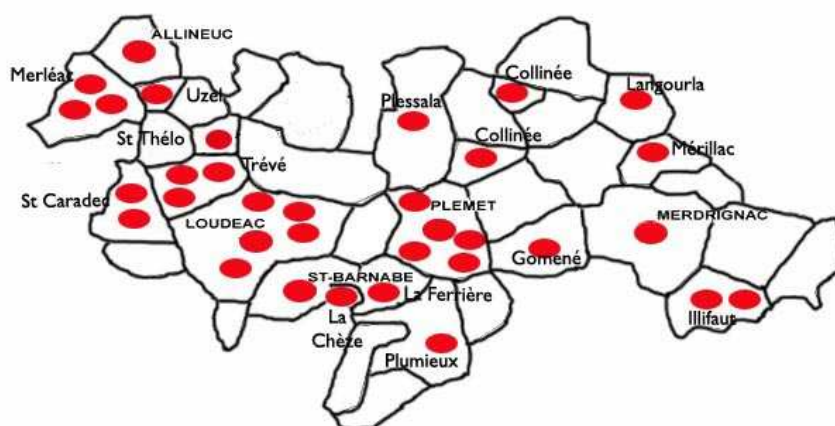 ALLINEUC
Merléac
Uzel
Collinée
Langourla
Plessala
St Thélo
Collinée
Mérillac
Trévé
St Caradec
PLEMET
LOUDEAC
MERDRIGNAC
Gomené
ST-BARNABE
La Ferrière
La
Chèze
Illifaut
Plumieux